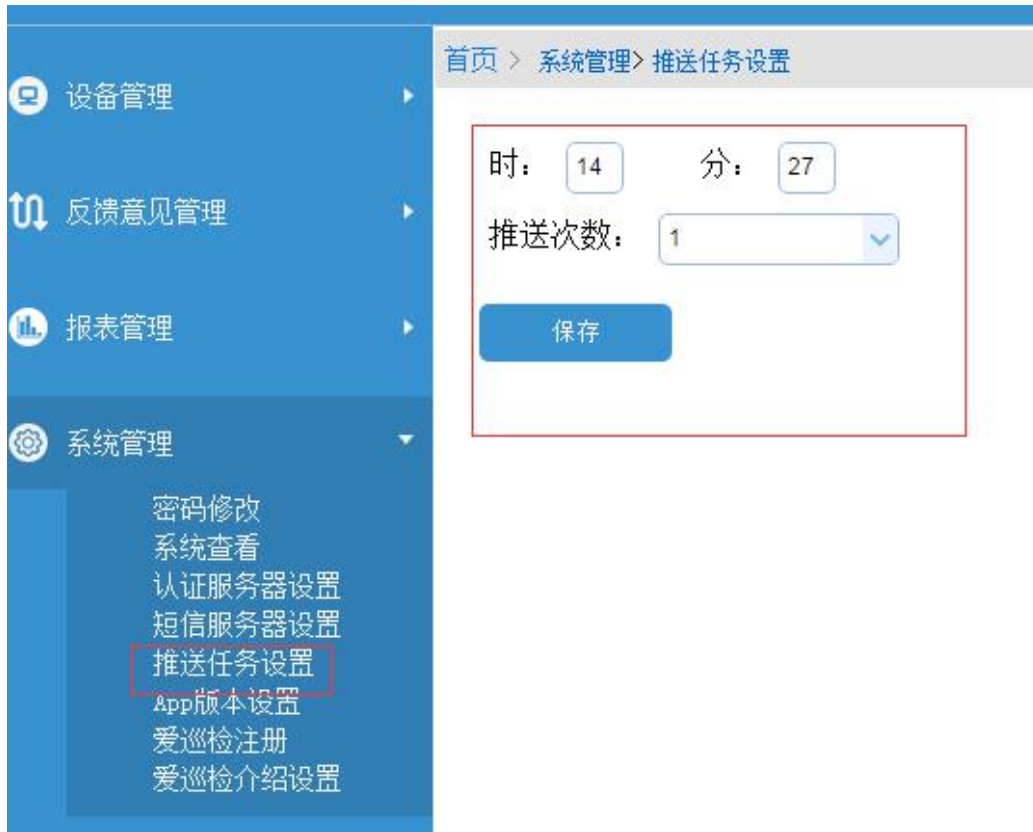 首页 > 系统管理> 推送任务设置
设备管理
反馈意见管理
报表管理
系统管理
密码修改
系统查看
认证服务器设置
短信服务器设置
推送任务设置
App版本设置
爱巡检注册
爱巡检介绍设置
时： 14 分： 27
推送次数： 1
保存